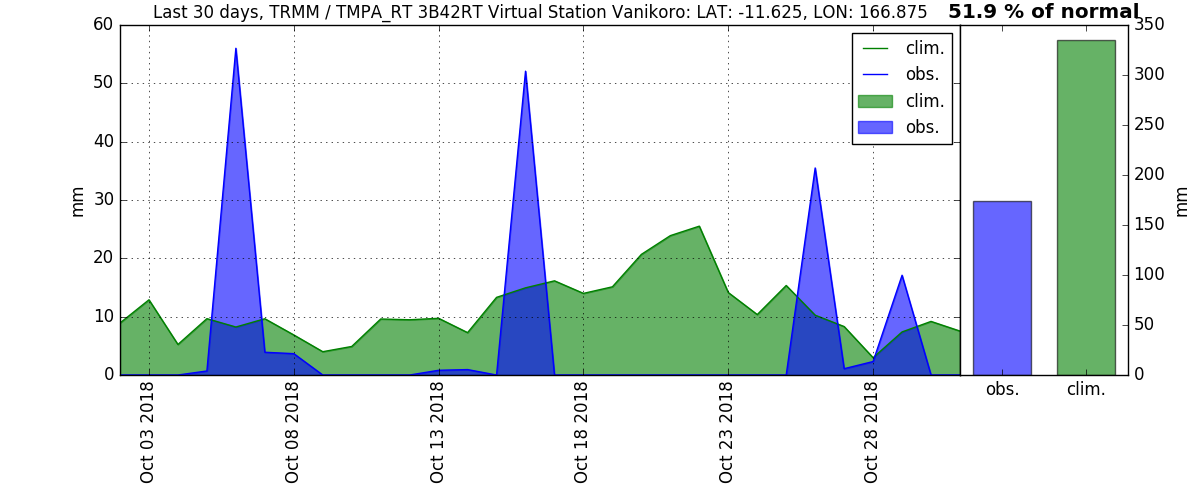 Last 30 days, TRMM / TMPA_RT 3B42RT Virtual Station Vanikoro: LAT: -11.625, LON: 166.875
51.9 % of normal
60
50
40
30
20
10
0
mm
clim.
obs.
clim.
obs.
Oct 03 2018
Oct 08 2018
Oct 13 2018
Oct 18 2018
Oct 23 2018
Oct 28 2018
350
300
250
200
150
100
50
0
mm
obs.
clim.